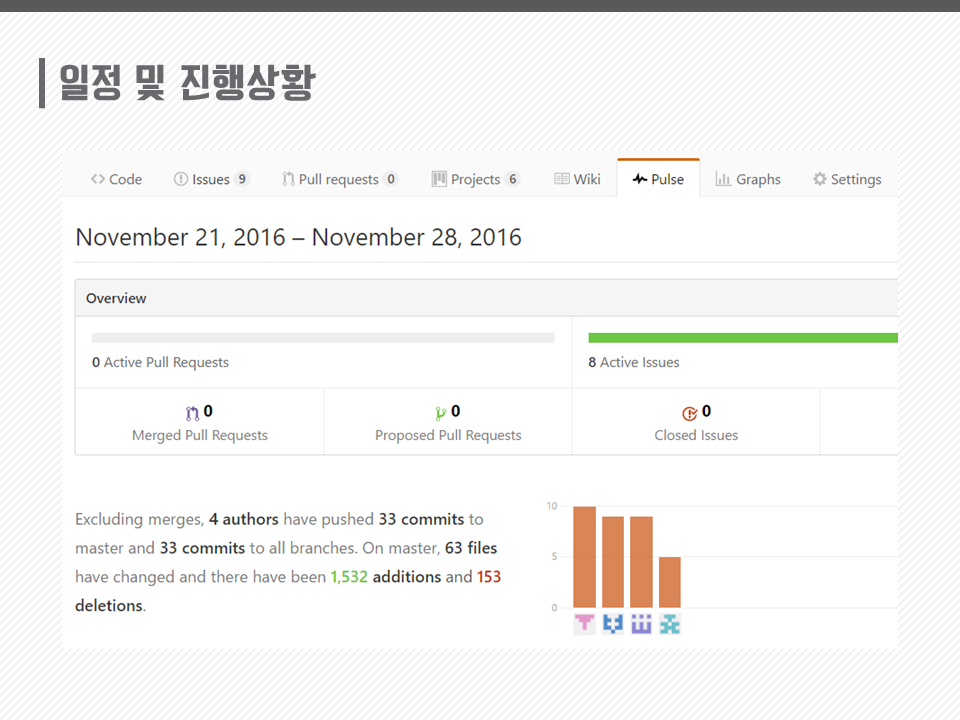 일정 및 진행상황
Code Issues 9 Pull requests 0 Projects 6 Wiki Pulse Graphs Settings
November 21, 2016 – November 28, 2016
Overview
0 Active Pull Requests 8 Active Issues
0 0 0
Merged Pull Requests Proposed Pull Requests Closed Issues
Excluding merges, 4 authors have pushed 33 commits to
master and 33 commits to all branches. On master, 63 files
have changed and there have been 1,532 additions and 153
deletions.
10
5
0